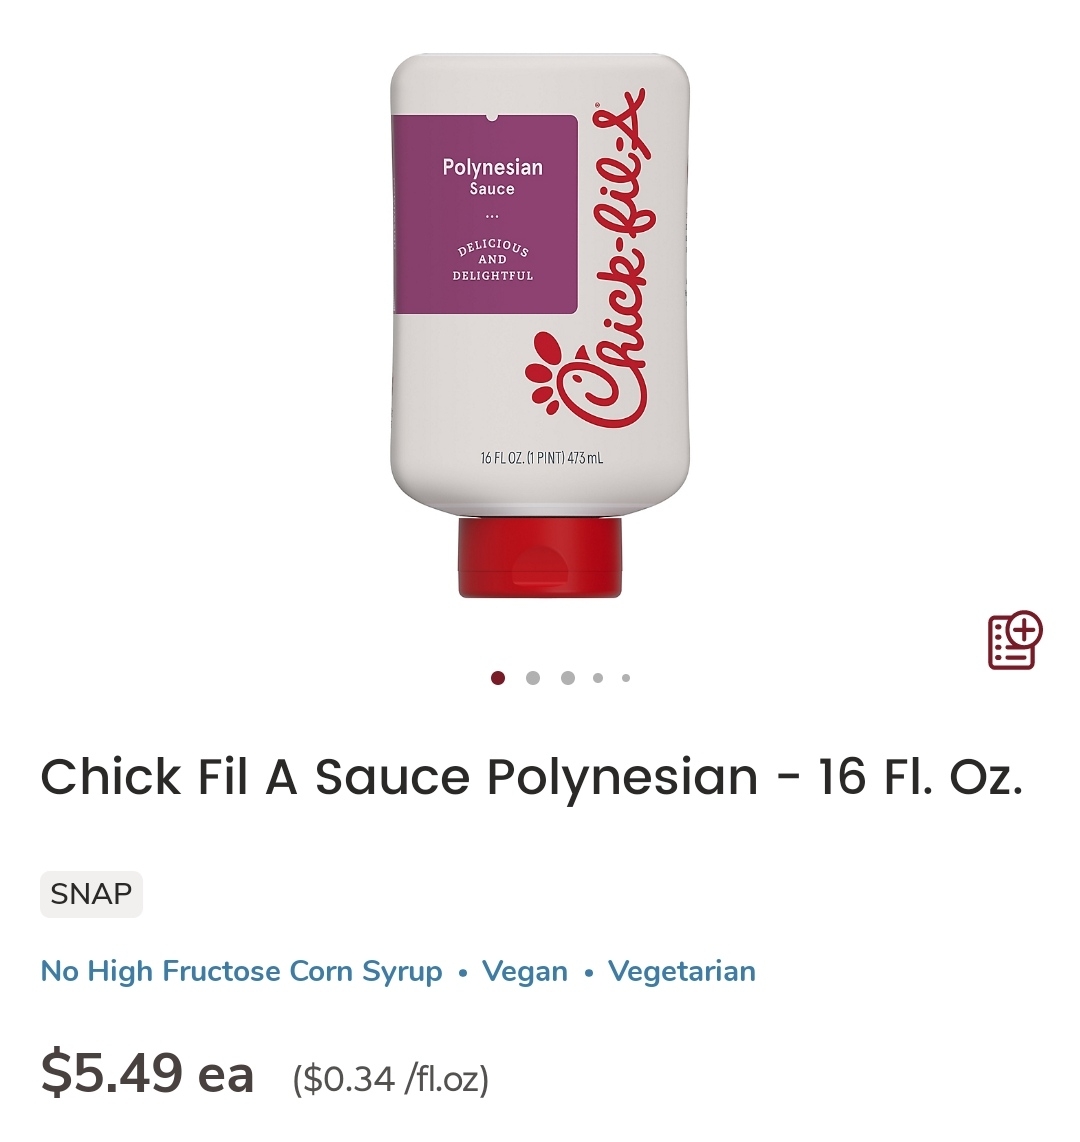 Polynesian
Sauce
...
DELICIOUS
AND
DELIGHTFUL
Chick-fil-A®
16 FL OZ. (1 PINT) 473 mL
Chick Fil A Sauce Polynesian - 16 Fl. Oz.
SNAP
No High Fructose Corn Syrup • Vegan • Vegetarian
$5.49 ea ($0.34 /fl.oz)